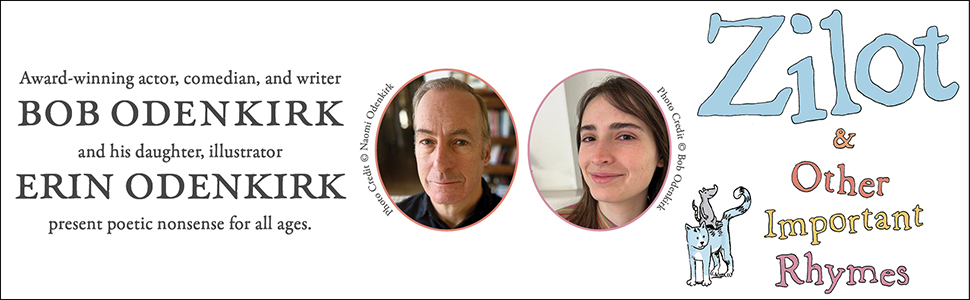 Award-winning actor, comedian, and writer
BOB ODENKIRK
and his daughter, illustrator
ERIN ODENKIRK
present poetic nonsense for all ages.
Photo Credit © Naomi Odenkirk
Photo Credit © Bob Odenkirk
Zilot
&
Other
Important
Rhymes